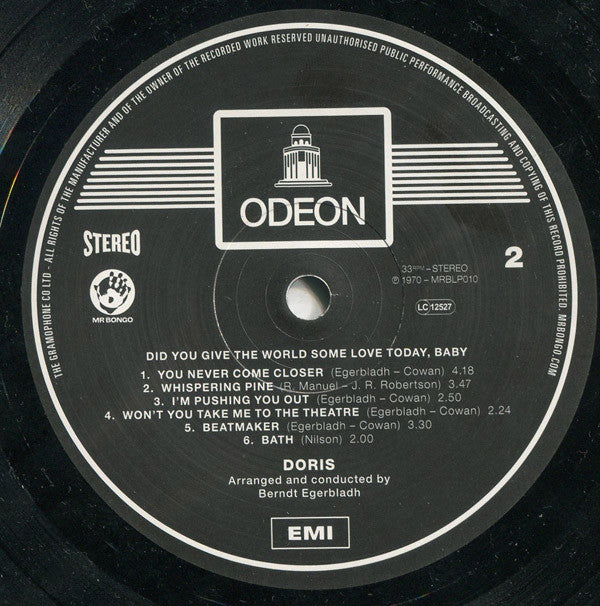 THE GRAMOPHONE CO LTD - ALL RIGHTS OF THE MANUFACTURER AND OF THE OWNER OF THE RECORDED WORK RESERVED UNAUTHORISED PUBLIC PERFORMANCE BROADCASTING AND COPYING OF THIS RECORD PROHIBITED. MRBONGO.COM
ODEON
STEREO
2
MR BONGO
33RPM – STEREO
℗ 1970 – MRBLP010
LC 12527
DID YOU GIVE THE WORLD SOME LOVE TODAY, BABY
1. YOU NEVER COME CLOSER (Egerbladh – Cowan) 4.18
2. WHISPERING PINE (R. Manuel – J. R. Robertson) 3.47
3. I'M PUSHING YOU OUT (Egerbladh – Cowan) 2.50
4. WON'T YOU TAKE ME TO THE THEATRE (Egerbladh – Cowan) 2.24
5. BEATMAKER (Egerbladh – Cowan) 3.30
6. BATH (Nilson) 2.00
DORIS
Arranged and conducted by
Berndt Egerbladh
EMI